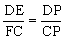 DE/FC = DP/CP